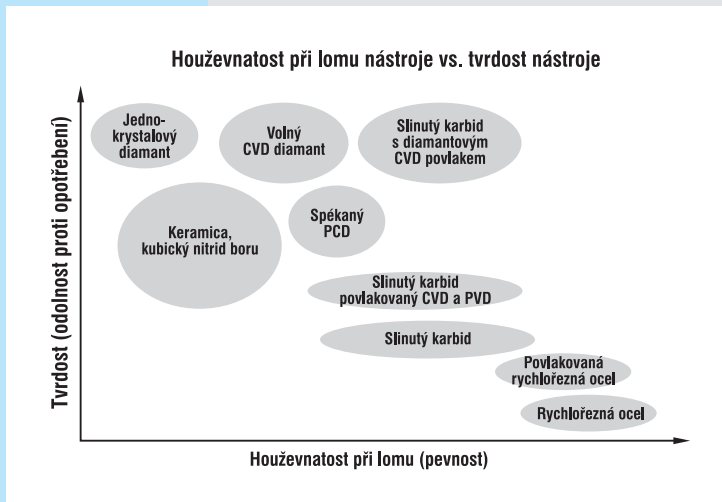 Houževnatost při lomu nástroje vs. tvrdost nástroje
Tvrdost (odolnost proti opotřebení)
Jedno-
krystalový
diamant
Volný
CVD diamant
Slinutý karbid
s diamantovým
CVD povlakem
Keramica,
kubický nitrid boru
Spékaný
PCD
Slinutý karbid
povlakovaný CVD a PVD
Slinutý karbid
Povlakovaná
rychlořezná ocel
Rychlořezná ocel
Houževnatost při lomu (pevnost)